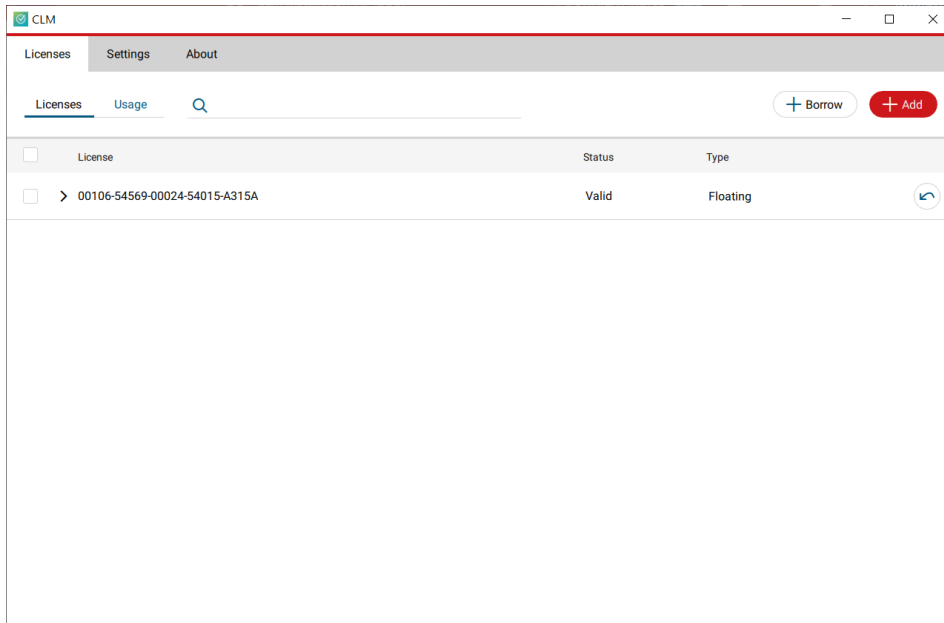 CLM
Licenses Settings About
Licenses Usage Borrow Add
License Status Type
00106-54569-00024-54015-A315A Valid Floating